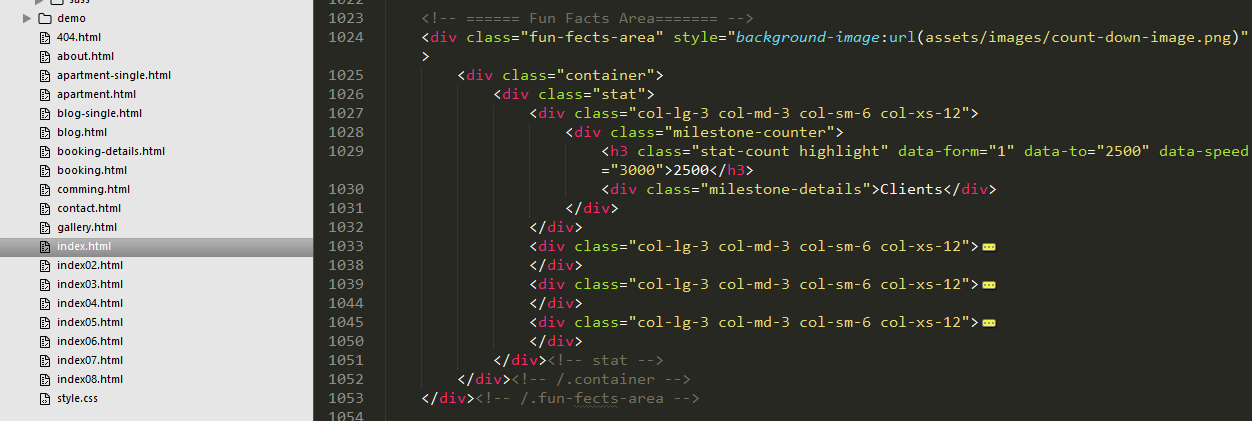 sass
demo
404.html
about.html
apartment-single.html
apartment.html
blog-single.html
blog.html
booking-details.html
booking.html
comming.html
contact.html
gallery.html
index.html
index02.html
index03.html
index04.html
index05.html
index06.html
index07.html
index08.html
style.css
1022
1023 <!-- ====== Fun Facts Area======= -->
1024 <div class="fun-fects-area" style="background-image:url(assets/images/count-down-image.png)"
>
1025 <div class="container">
1026 <div class="stat">
1027 <div class="col-lg-3 col-md-3 col-sm-6 col-xs-12">
1028 <div class="milestone-counter">
1029 <h3 class="stat-count highlight" data-form="1" data-to="2500" data-speed
="3000">2500</h3>
1030 <div class="milestone-details">Clients</div>
1031 </div>
1032 </div>
1033 <div class="col-lg-3 col-md-3 col-sm-6 col-xs-12">
1038 </div>
1039 <div class="col-lg-3 col-md-3 col-sm-6 col-xs-12">
1044 </div>
1045 <div class="col-lg-3 col-md-3 col-sm-6 col-xs-12">
1050 </div>
1051 </div><!-- stat -->
1052 </div><!-- /.container -->
1053 </div><!-- /.fun-fects-area -->
1054